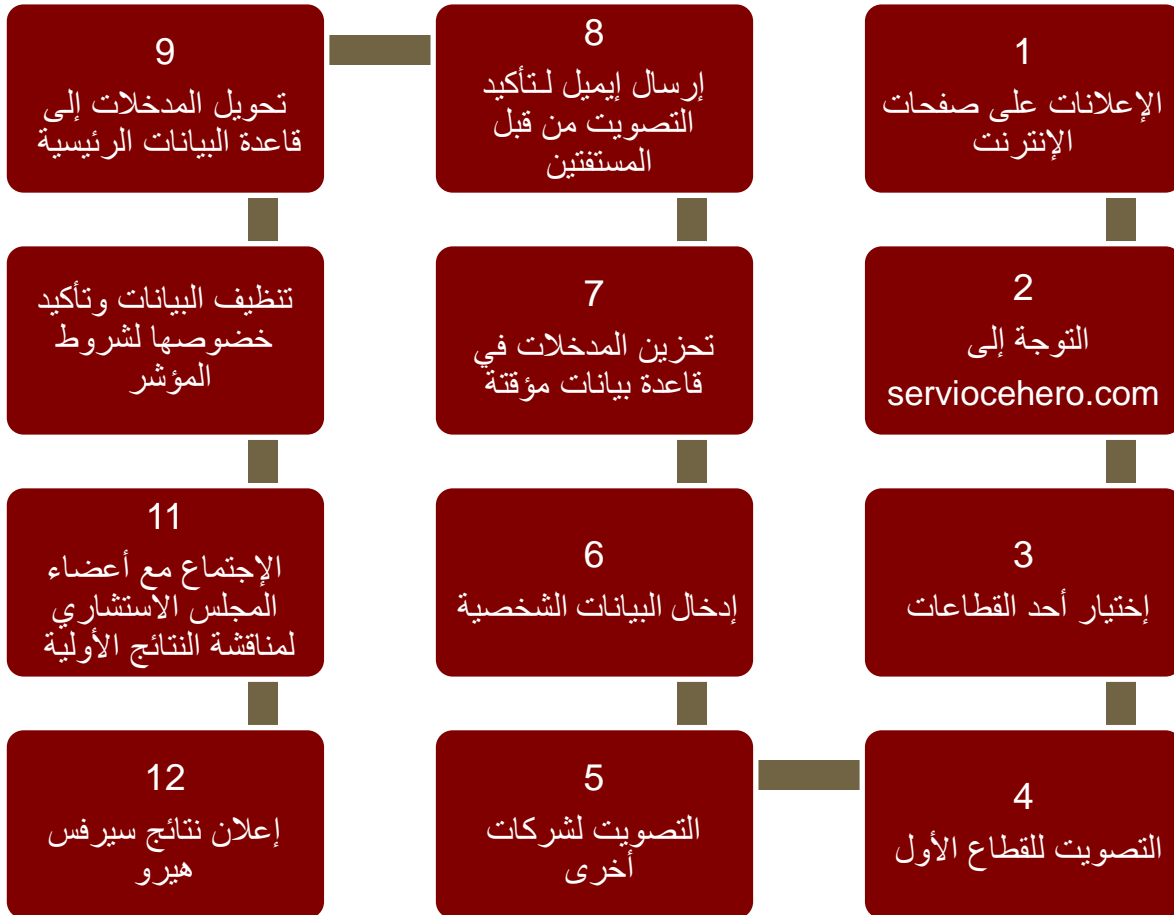 1
الإعلانات على صفحات
الإنترنت
2
التوجة إلى
serviocehero.com
3
إختيار أحد القطاعات
4
التصويت للقطاع الأول
5
التصويت لشركات
أخرى
6
إدخال البيانات الشخصية
7
تحزين المدخلات في
قاعدة بيانات مؤقتة
8
إرسال إيميل لـتأكيد
التصويت من قبل
المستفتين
9
تحويل المدخلات إلى
قاعدة البيانات الرئيسية
تنظيف البيانات وتأكيد
خضوصها لشروط
المؤشر
11
الإجتماع مع أعضاء
المجلس الاستشاري
لمناقشة النتائج الأولية
12
إعلان نتائج سيرفس
هيرو